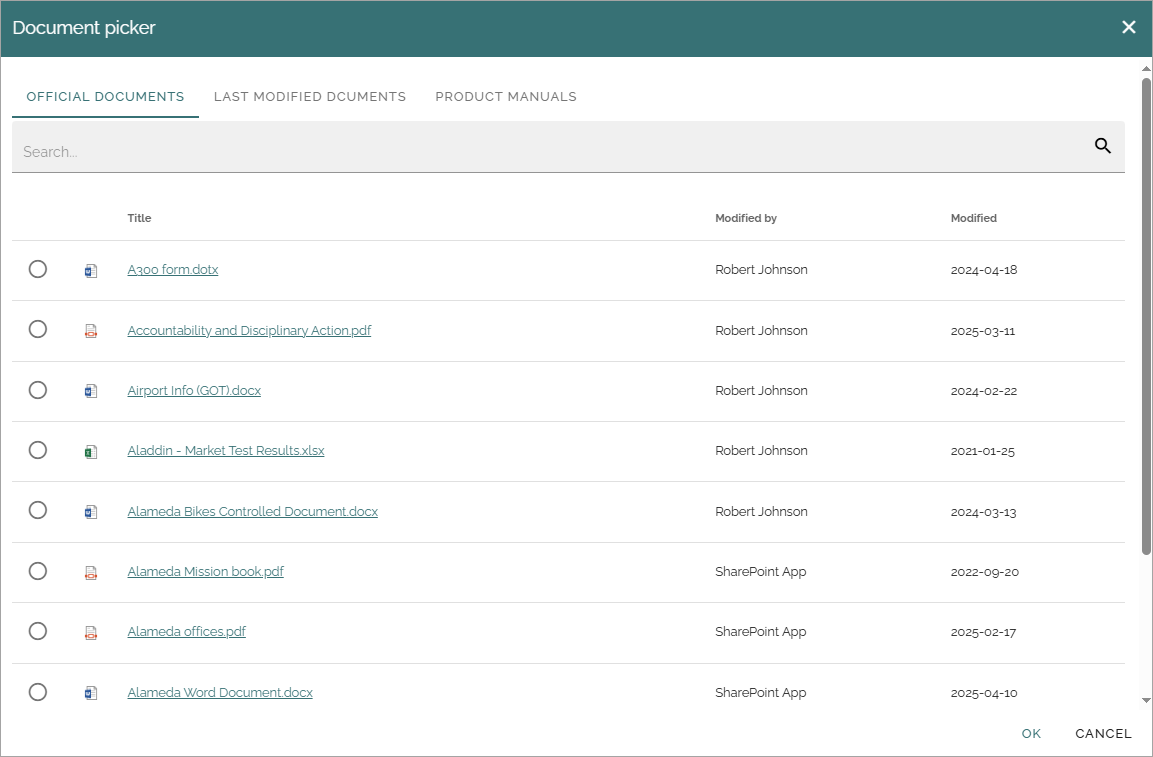 Document picker
OFFICIAL DOCUMENTS LAST MODIFIED DCUMENTS PRODUCT MANUALS
Search...
Title Modified by Modified
A300 form.dotx Robert Johnson 2024-04-18
Accountability and Disciplinary Action.pdf Robert Johnson 2025-03-11
Airport Info (GOT).docx Robert Johnson 2024-02-22
Aladdin - Market Test Results.xlsx Robert Johnson 2021-01-25
Alameda Bikes Controlled Document.docx Robert Johnson 2024-03-13
Alameda Mission book.pdf SharePoint App 2022-09-20
Alameda offices.pdf SharePoint App 2025-02-17
Alameda Word Document.docx SharePoint App 2025-04-10
OK CANCEL